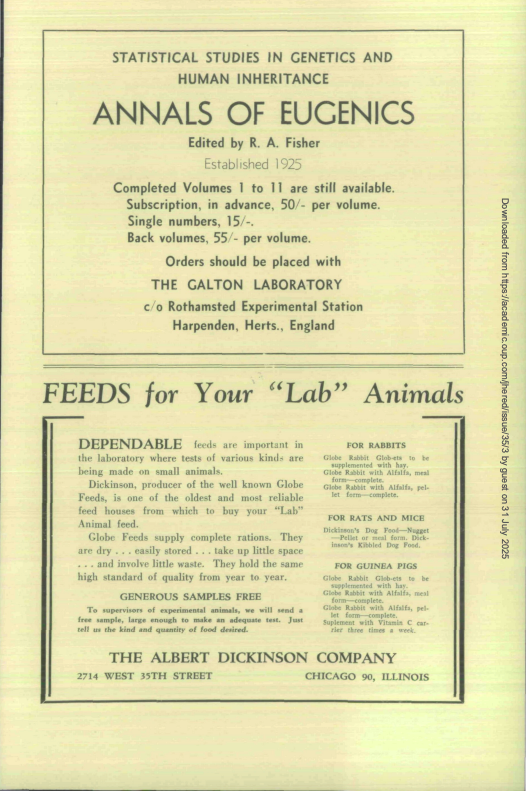 STATISTICAL STUDIES IN GENETICS AND
HUMAN INHERITANCE
ANNALS OF EUGENICS
Edited by R. A. Fisher
Established 1925
Completed Volumes 1 to 11 are still available.
Subscription, in advance, 50/- per volume.
Single numbers, 15/-.
Back volumes, 55/- per volume.
Orders should be placed with
THE GALTON LABORATORY
c/o Rothamsted Experimental Station
Harpenden, Herts., England
FEEDS for Your "Lab" Animals
DEPENDABLE feeds are important in
the laboratory where tests of various kinds are
being made on small animals.
Dickinson, producer of the well known Globe
Feeds, is one of the oldest and most reliable
feed houses from which to buy your "Lab"
Animal feed.
Globe Feeds supply complete rations. They
are dry . . . easily stored . . . take up little space
. . . and involve little waste. They hold the same
high standard of quality from year to year.
GENEROUS SAMPLES FREE
To supervisors of experimental animals, we will send a
free sample, large enough to make an adequate test. Just
tell us the kind and quantity of food desired.
FOR RABBITS
Globe Rabbit Glob-ets to be
supplemented with hay.
Globe Rabbit with Alfalfa, meal
form—complete.
Globe Rabbit with Alfalfa, pel-
let form—complete.
FOR RATS AND MICE
Dickinson's Dog Food—Nugget
—Pellet or meal form. Dick-
inson's Kibbled Dog Food.
FOR GUINEA PIGS
Globe Rabbit Glob-ets to be
supplemented with hay.
Globe Rabbit with Alfalfa, meal
form—complete.
Globe Rabbit with Alfalfa, pel-
let form—complete.
Suplement with Vitamin C car-
rier three times a week.
THE ALBERT DICKINSON COMPANY
2714 WEST 35TH STREET CHICAGO 90, ILLINOIS
Downloaded from https://academic.oup.com/jhered/issue/35/3 by guest on 31 July 2025